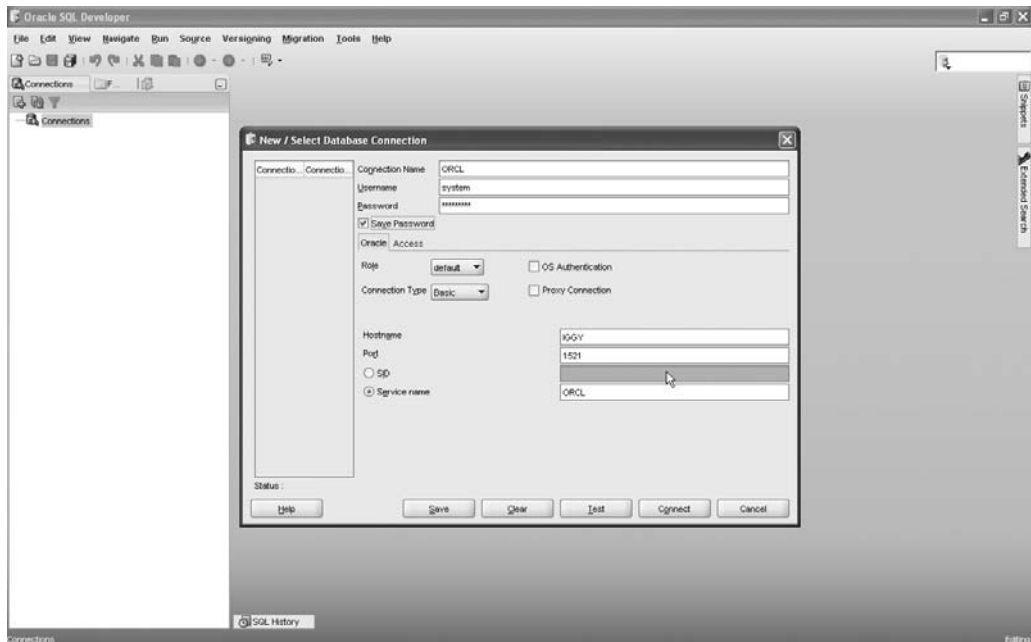 Oracle SQL Developer
File Edit View Navigate Run Source Versioning Migration Tools Help
Connections F...
Connections
Snippets
Extended Search
New / Select Database Connection
Connectio... Connectio...
Connection Name ORCL
Username system
Password *********
Save Password
Oracle Access
Role default OS Authentication
Connection Type Basic Proxy Connection
Hostname IGGY
Port 1521
SID
Service name ORCL
Status :
Help Save Clear Test Connect Cancel
SQL History
Connections Editing